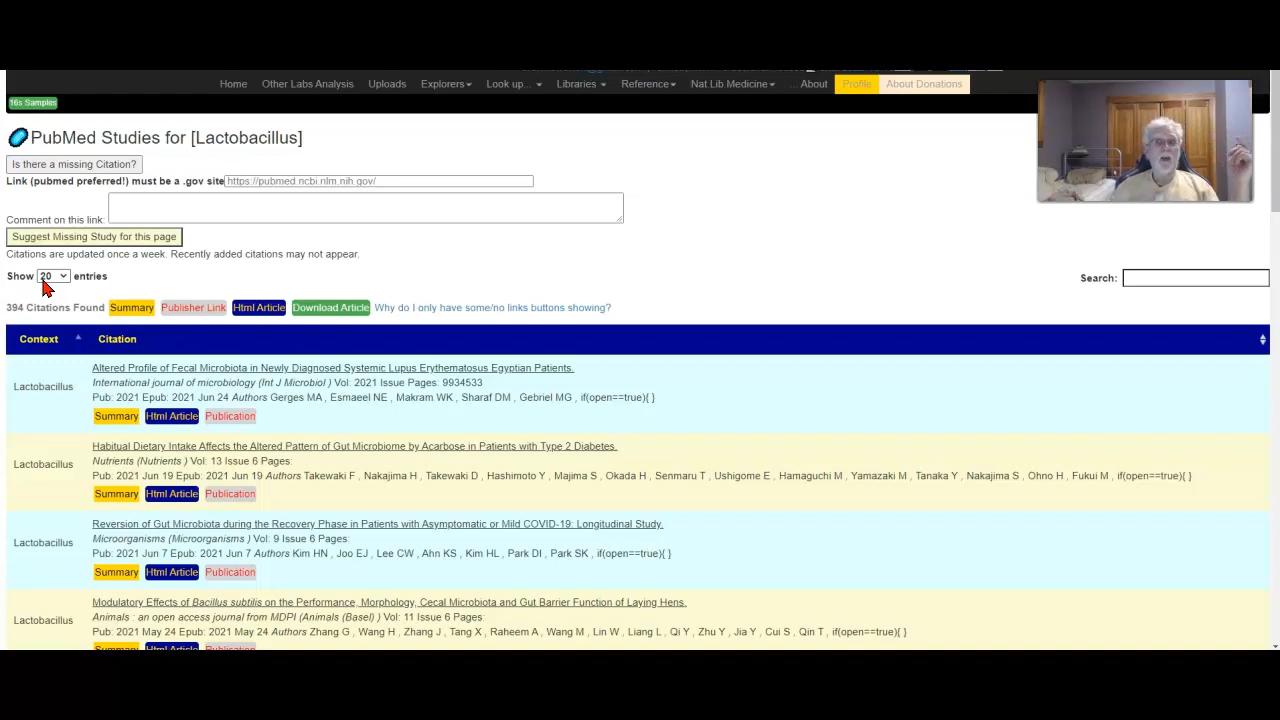 Home Other Labs Analysis Uploads Explorers Look up... Libraries Reference Nat.Lib.Medicine ... About Profile About Donations
16s Samples
PubMed Studies for [Lactobacillus]
Is there a missing Citation?
Link (pubmed preferred!) must be a .gov site https://pubmed.ncbi.nlm.nih.gov/
Comment on this link:
Suggest Missing Study for this page
Citations are updated once a week. Recently added citations may not appear.
Show 20 entries
Search:
394 Citations Found Summary Publisher Link Html Article Download Article Why do I only have some/no links buttons showing?
Context Citation
Altered Profile of Fecal Microbiota in Newly Diagnosed Systemic Lupus Erythematosus Egyptian Patients.
Lactobacillus International journal of microbiology (Int J Microbiol ) Vol: 2021 Issue Pages: 9934533
Pub: 2021 Epub: 2021 Jun 24 Authors Gerges MA , Esmaeel NE , Makram WK , Sharaf DM , Gebriel MG , if(open==true){ }
Summary Html Article Publication
Habitual Dietary Intake Affects the Altered Pattern of Gut Microbiome by Acarbose in Patients with Type 2 Diabetes.
Lactobacillus Nutrients (Nutrients ) Vol: 13 Issue 6 Pages:
Pub: 2021 Jun 19 Epub: 2021 Jun 19 Authors Takewaki F , Nakajima H , Takewaki D , Hashimoto Y , Majima S , Okada H , Senmaru T , Ushigome E , Hamaguchi M , Yamazaki M , Tanaka Y , Nakajima S , Ohno H , Fukui M , if(open==true){ }
Summary Html Article Publication
Reversion of Gut Microbiota during the Recovery Phase in Patients with Asymptomatic or Mild COVID-19: Longitudinal Study.
Lactobacillus Microorganisms (Microorganisms ) Vol: 9 Issue 6 Pages:
Pub: 2021 Jun 7 Epub: 2021 Jun 7 Authors Kim HN , Joo EJ , Lee CW , Ahn KS , Kim HL , Park DI , Park SK , if(open==true){ }
Summary Html Article Publication
Modulatory Effects of Bacillus subtilis on the Performance, Morphology, Cecal Microbiota and Gut Barrier Function of Laying Hens.
Lactobacillus Animals : an open access journal from MDPI (Animals (Basel) ) Vol: 11 Issue 6 Pages:
Pub: 2021 May 24 Epub: 2021 May 24 Authors Zhang G , Wang H , Zhang J , Tang X , Raheem A , Wang M , Lin W , Liang L , Qi Y , Zhu Y , Jia Y , Cui S , Qin T , if(open==true){ }
Summary Html Article Publication